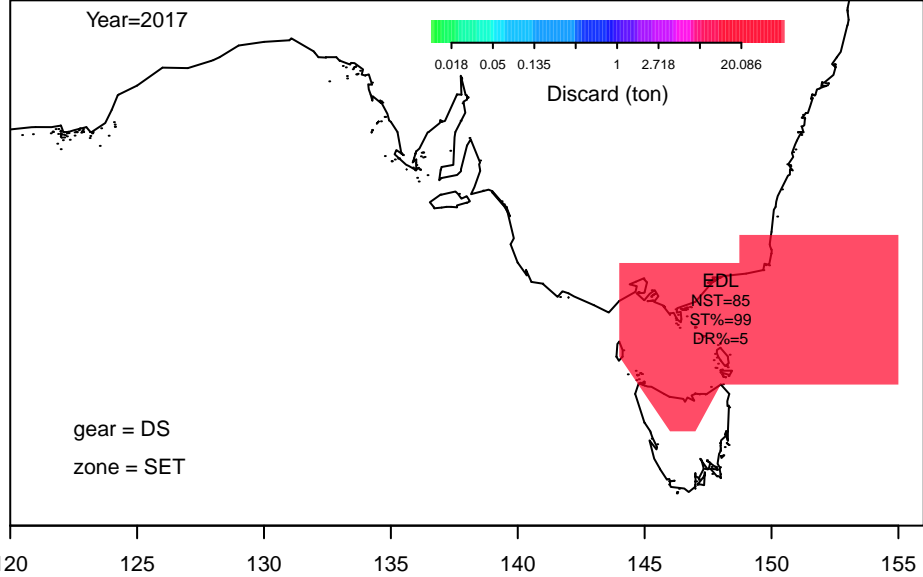 Year=2017
0.018 0.05 0.135 1 2.718 20.086
Discard (ton)
EDL
NST=85
ST%=99
DR%=5
gear = DS
zone = SET
120 125 130 135 140 145 150 155